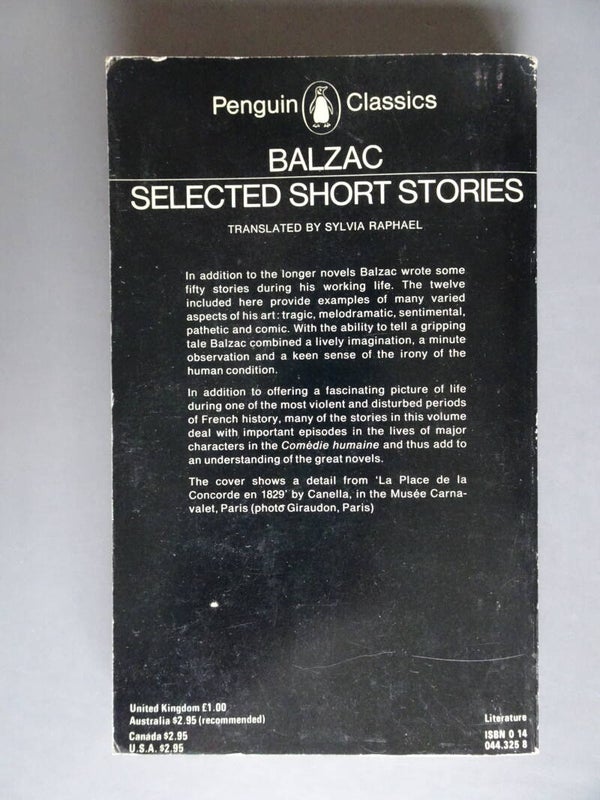 Penguin Classics
BALZAC
SELECTED SHORT STORIES
TRANSLATED BY SYLVIA RAPHAEL
In addition to the longer novels Balzac wrote some
fifty stories during his working life. The twelve
included here provide examples of many varied
aspects of his art: tragic, melodramatic, sentimental,
pathetic and comic. With the ability to tell a gripping
tale Balzac combined a lively imagination, a minute
observation and a keen sense of the irony of the
human condition.
In addition to offering a fascinating picture of life
during one of the most violent and disturbed periods
of French history, many of the stories in this volume
deal with important episodes in the lives of major
characters in the Comédie humaine and thus add to
an understanding of the great novels.
The cover shows a detail from 'La Place de la
Concorde en 1829' by Canella, in the Musée Carna-
valet, Paris (photo Giraudon, Paris)
United Kingdom £1.00
Australia $2.95 (recommended)
Canada $2.95
U.S.A. $2.95
Literature
ISBN 0 14
044.325 8